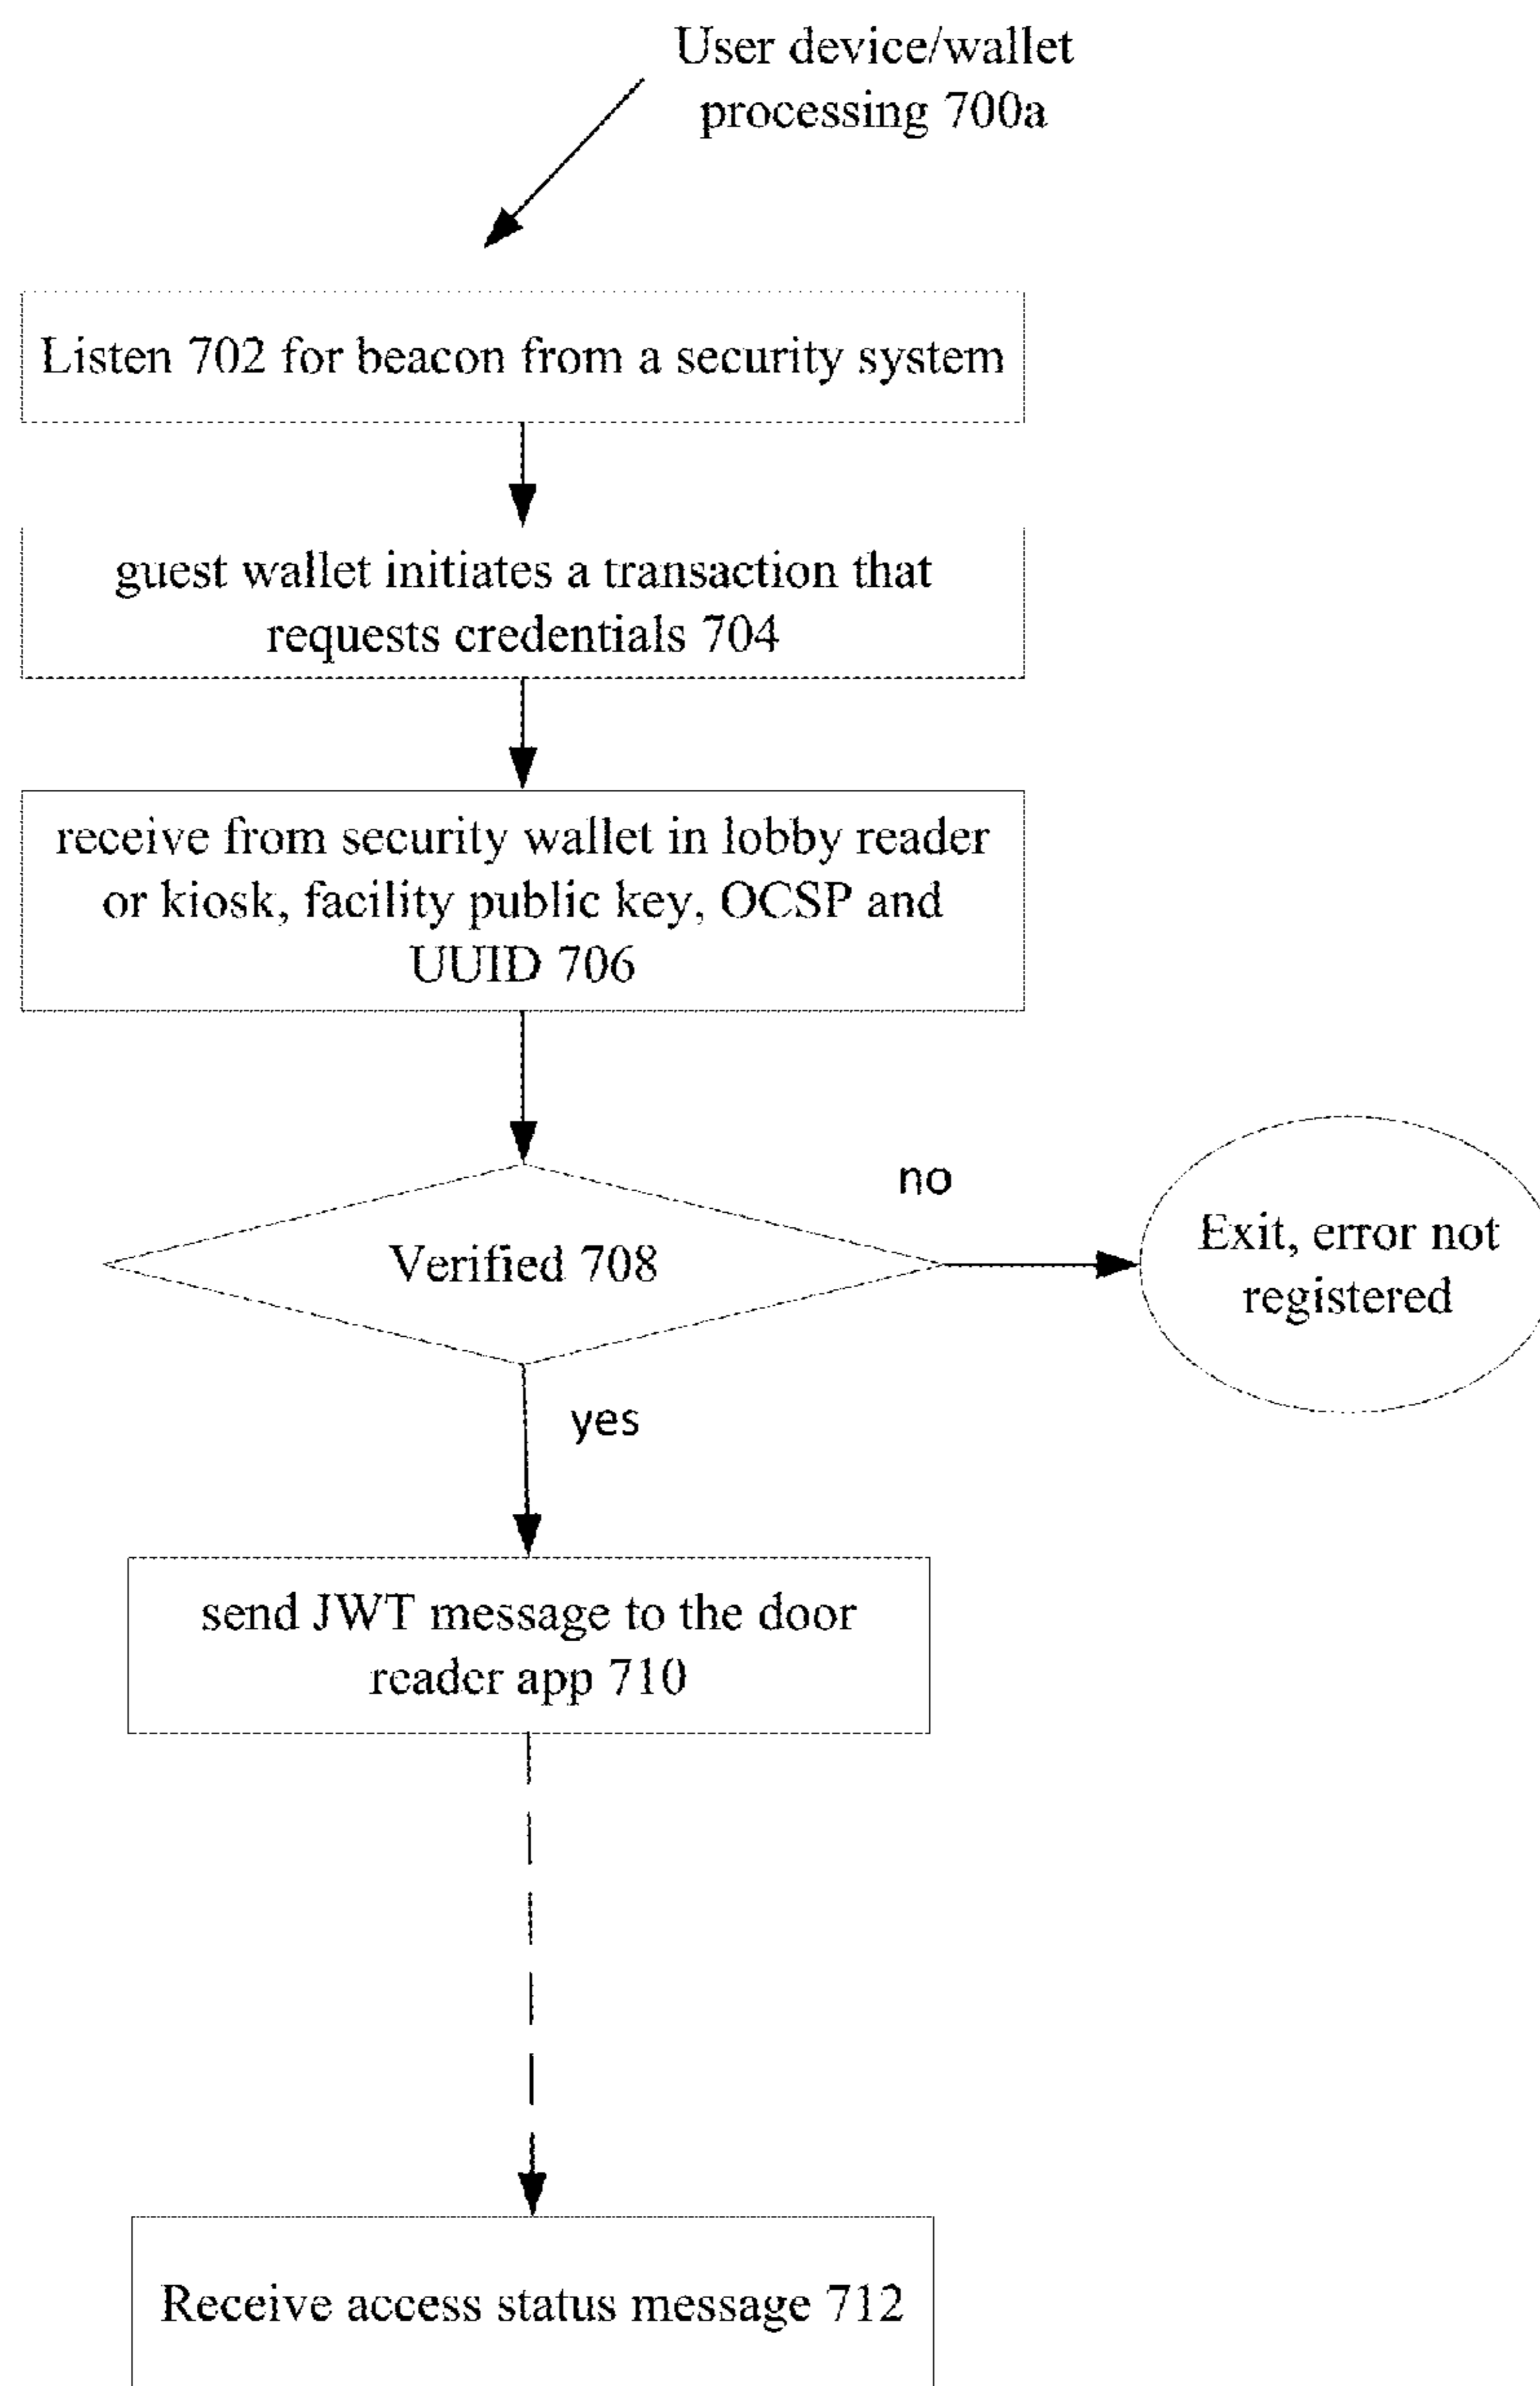 User device/wallet
processing 700a
Listen 702 for beacon from a security system
guest wallet initiates a transaction that
requests credentials 704
receive from security wallet in lobby reader
or kiosk, facility public key, OCSP and
UUID 706
Verified 708
no
Exit, error not
registered
yes
send JWT message to the door
reader app 710
Receive access status message 712